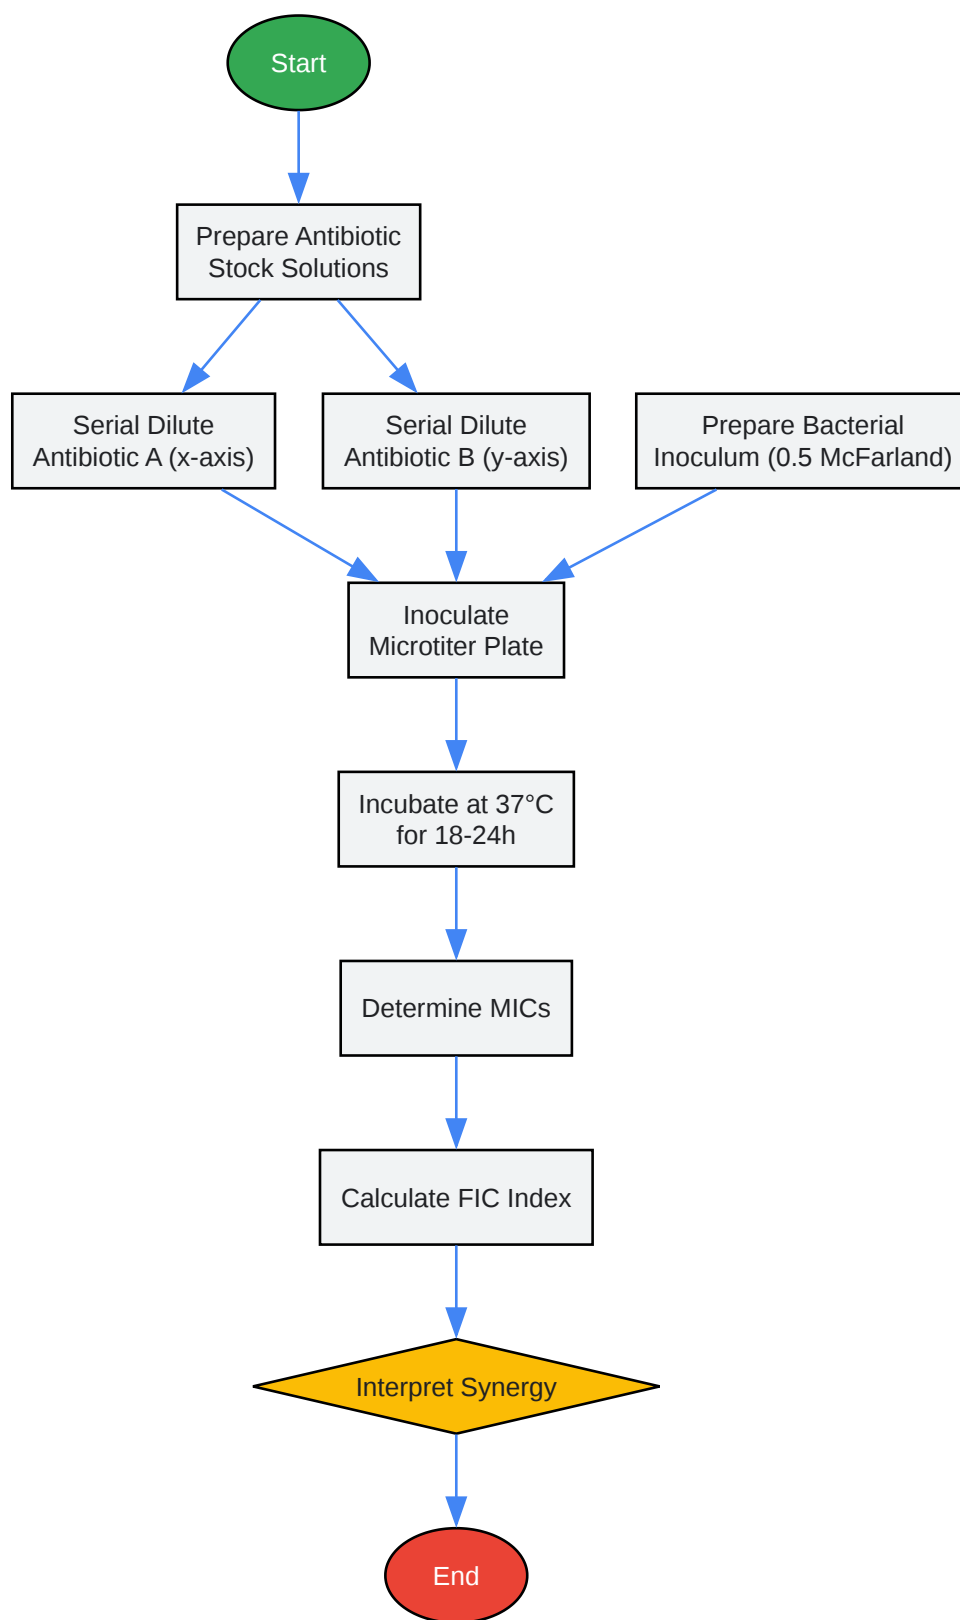 Start
Prepare Antibiotic
Stock Solutions
Serial Dilute
Antibiotic A (x-axis)
Serial Dilute
Antibiotic B (y-axis)
Prepare Bacterial
Inoculum (0.5 McFarland)
Inoculate
Microtiter Plate
Incubate at 37°C
for 18-24h
Determine MICs
Calculate FIC Index
Interpret Synergy
End